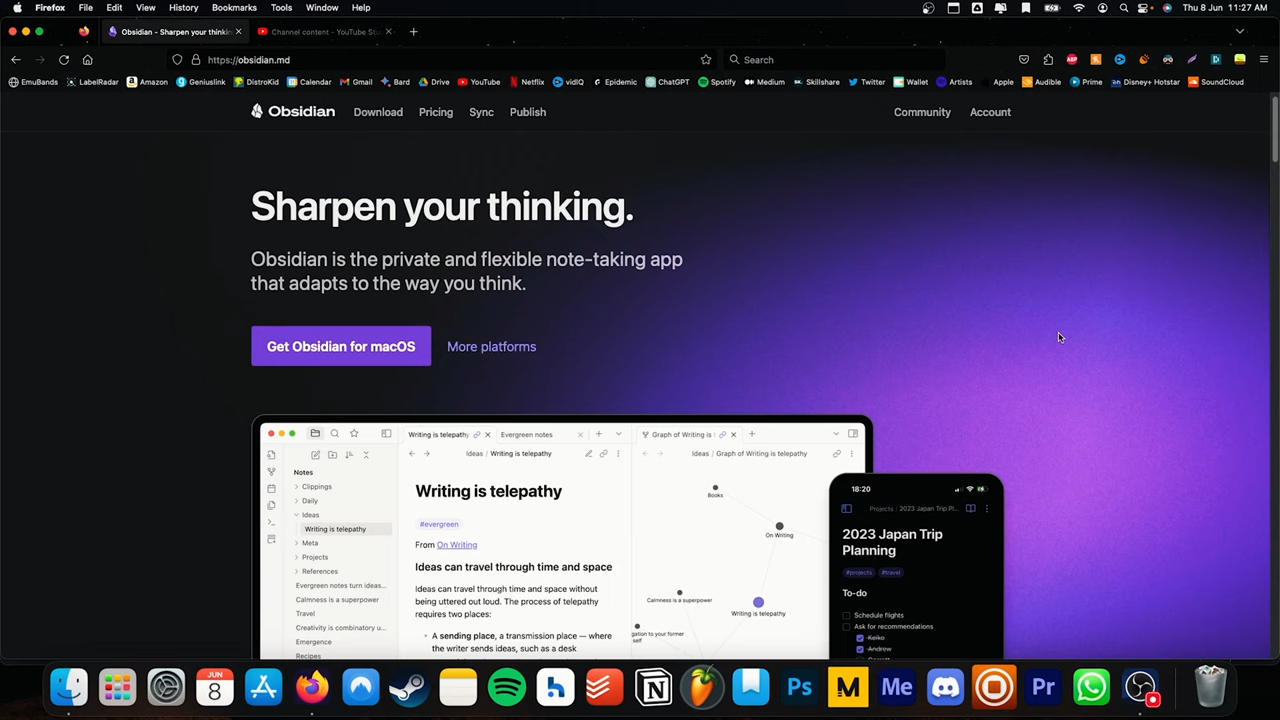 Firefox File Edit View History Bookmarks Tools Window Help Thu 8 Jun 11:27 AM
Obsidian - Sharpen your thinkin Channel content - YouTube Stu
https://obsidian.md Search
EmuBands LabelRadar Amazon Geniuslink DistroKid Calendar Gmail Bard Drive YouTube Netflix vidIQ Epidemic ChatGPT Spotify Medium Skillshare Twitter Wallet Artists Apple Audible Prime Disney+ Hotstar SoundCloud
Obsidian Download Pricing Sync Publish Community Account
Sharpen your thinking.
Obsidian is the private and flexible note-taking app
that adapts to the way you think.
Get Obsidian for macOS More platforms
Writing is telepathy Evergreen notes Graph of Writing is t
Ideas / Writing is telepathy Ideas / Graph of Writing is telepathy
Notes
Clippings
Daily
Ideas
Writing is telepathy
Meta
Projects
References
Evergreen notes turn ideas...
Calmness is a superpower
Travel
Creativity is combinatory u...
Emergence
Recipes
Writing is telepathy
#evergreen
From On Writing
Ideas can travel through time and space
Ideas can travel through time and space without
being uttered out loud. The process of telepathy
requires two places:
A sending place, a transmission place — where
the writer sends ideas, such as a desk
Books
On Writing
Calmness is a superpower
Writing is telepathy
igation to your former
self
18:20
Projects / 2023 Japan Trip Pl...
2023 Japan Trip
Planning
#projects #travel
To-do
Schedule flights
Ask for recommendations
Keiko
Andrew
JUN
8
Ps
M
Me
Pr